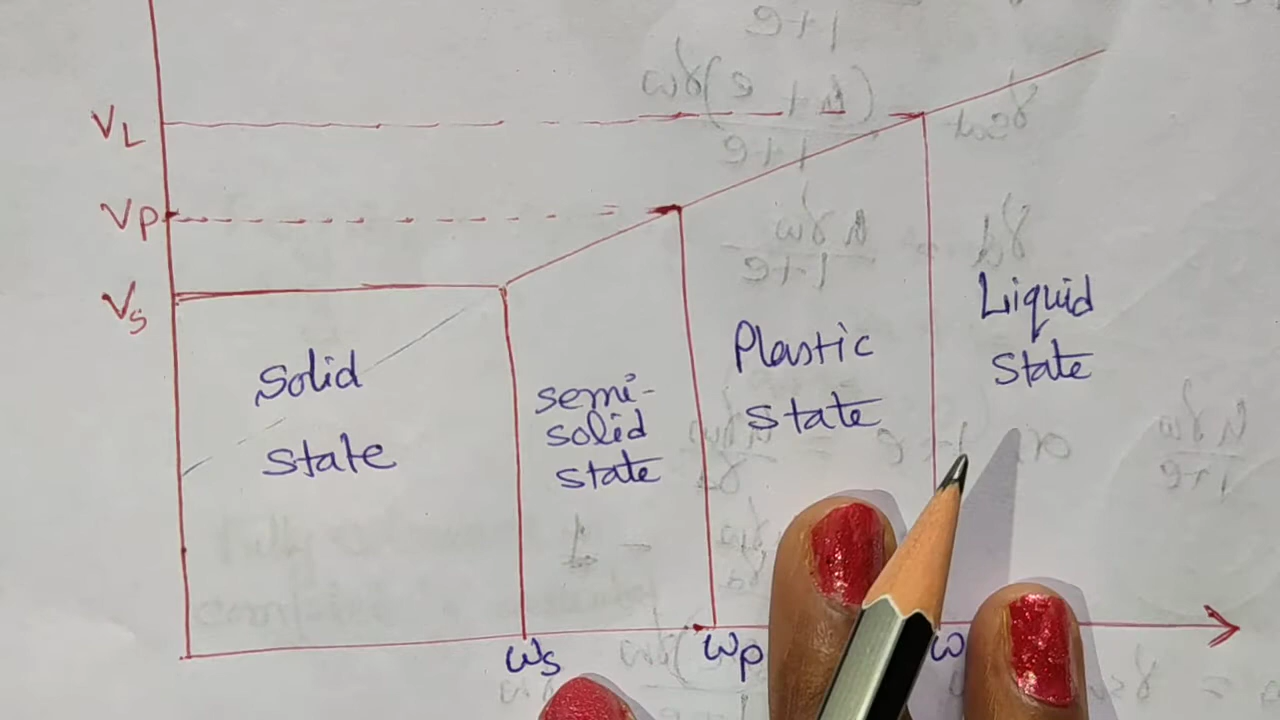 VL
VP
Vs
Solid
state
semi-
solid
state
Plastic
state
Liquid
State
ws
wp
w